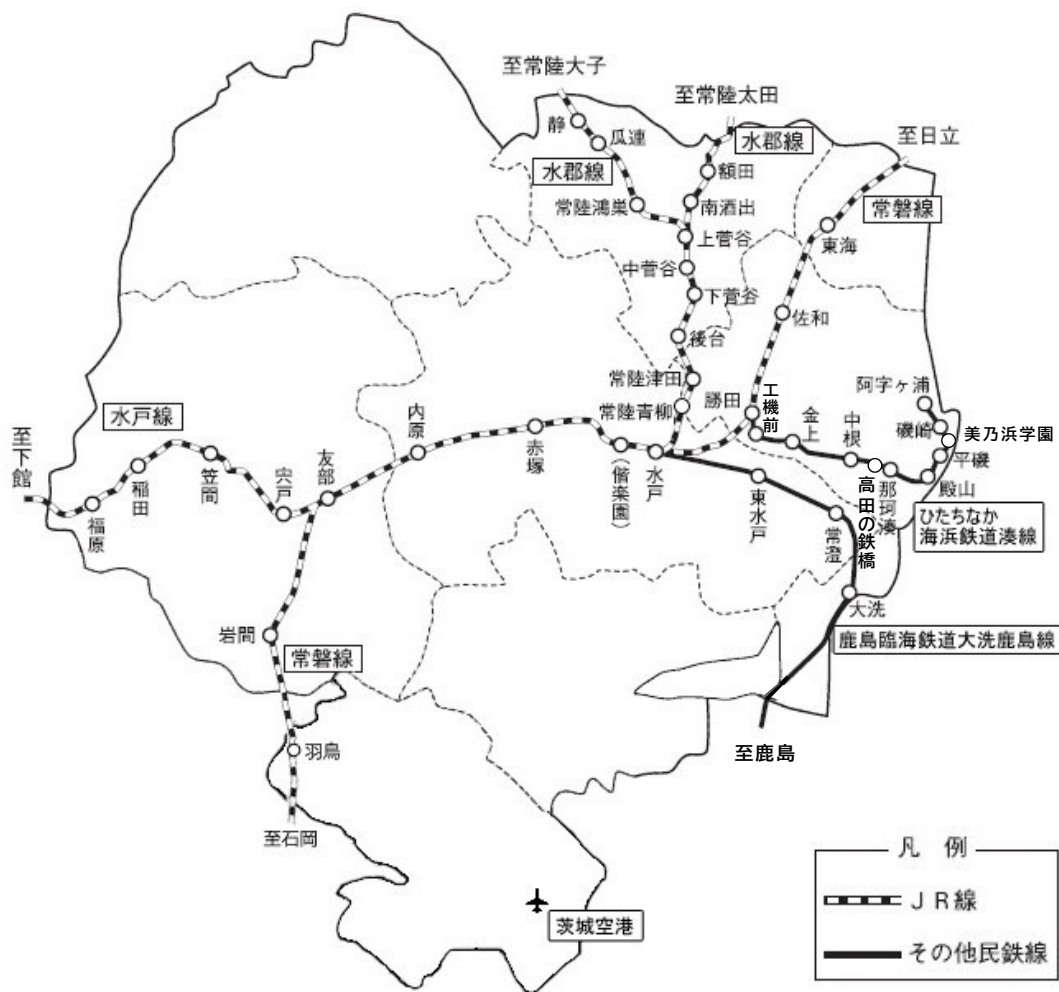 至常陸大子
至常陸太田
至日立
静
瓜連
水郡線
水郡線
額田
常陸鴻巣
南酒出
常磐線
上菅谷
東海
中菅谷
下菅谷
佐和
後台
常陸津田
常陸青柳
勝田
工機前
金上
中根
阿字ヶ浦
磯崎
美乃浜学園
平磯
殿山
那珂湊
高田の鉄橋
ひたちなか
海浜鉄道湊線
水戸線
至下館
福原
稲田
笠間
宍戸
友部
内原
赤塚
(偕楽園)
水戸
東水戸
常澄
大洗
鹿島臨海鉄道大洗鹿島線
岩間
常磐線
羽鳥
至石岡
至鹿島
茨城空港
凡例
JR線
その他民鉄線